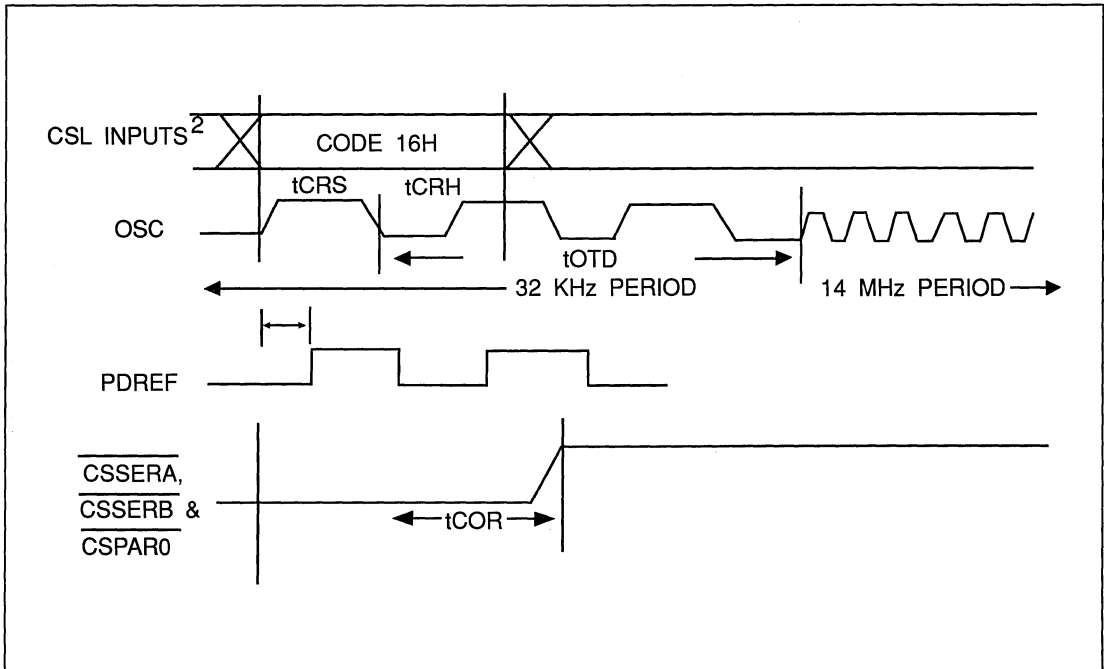 CSL INPUTS²
CODE 16H
tCRS
tCRH
OSC
tOTD
32 KHz PERIOD
14 MHz PERIOD
PDREF
CSSERA,
CSSERB &
CSPAR0
tCOR